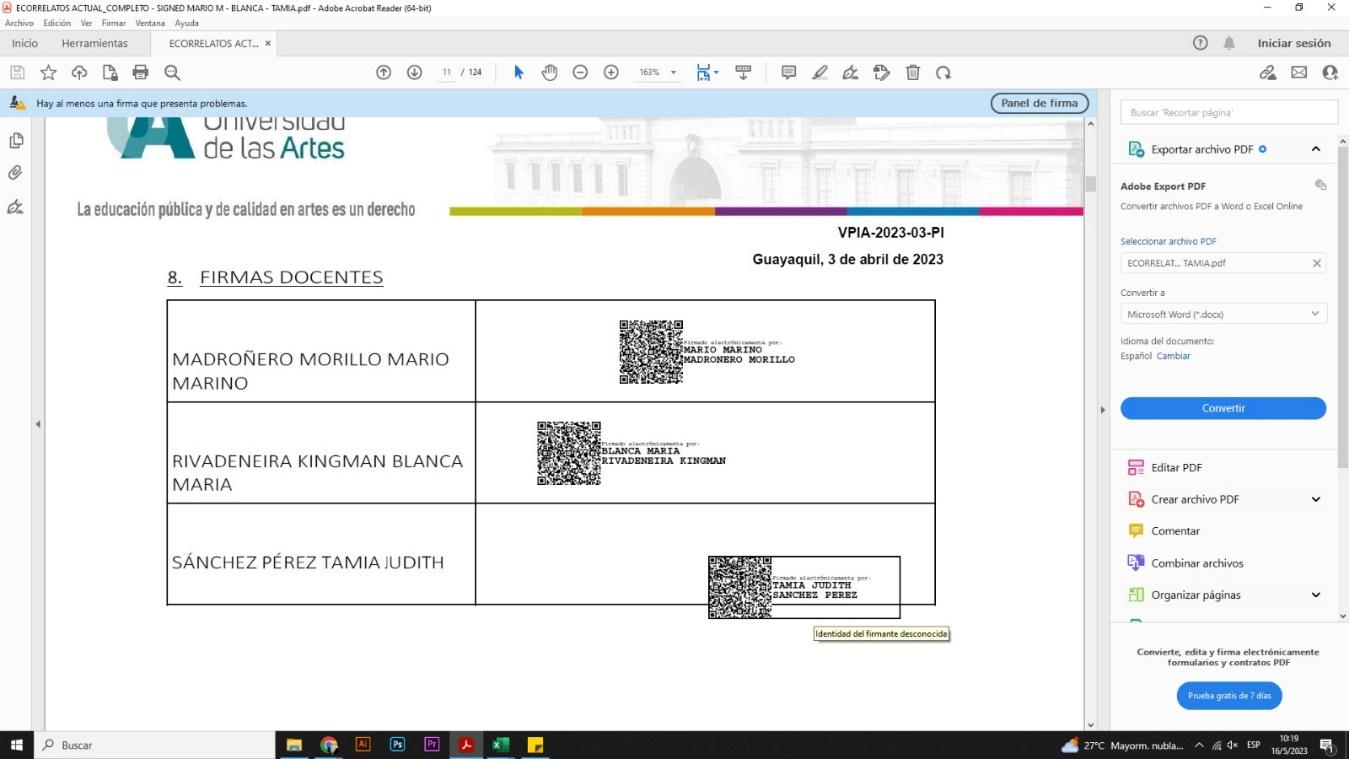 ECORRELATOS ACTUAL_COMPLETO - SIGNED MARIO M - BLANCA - TAMIA.pdf - Adobe Acrobat Reader (64-bit)
Archivo Edición Ver Firmar Ventana Ayuda
Inicio Herramientas ECORRELATOS ACT... × Iniciar sesión
11 / 124 163%
Hay al menos una firma que presenta problemas. Panel de firma
Universidad
de las Artes
La educación pública y de calidad en artes es un derecho
VPIA-2023-03-PI
Guayaquil, 3 de abril de 2023
8. FIRMAS DOCENTES
MADROÑERO MORILLO MARIO
MARINO
Firmado electrónicamente por:
MARIO MARINO
MADRONERO MORILLO
RIVADENEIRA KINGMAN BLANCA
MARIA
Firmado electrónicamente por:
BLANCA MARIA
RIVADENEIRA KINGMAN
SÁNCHEZ PÉREZ TAMIA JUDITH
Firmado electrónicamente por:
TAMIA JUDITH
SANCHEZ PEREZ
Identidad del firmante desconocida
Buscar 'Recortar página'
Exportar archivo PDF
Adobe Export PDF
Convertir archivos PDF a Word o Excel Online
Seleccionar archivo PDF
ECORRELAT... TAMIA.pdf
Convertir a
Microsoft Word (*.docx)
Idioma del documento:
Español Cambiar
Convertir
Editar PDF
Crear archivo PDF
Comentar
Combinar archivos
Organizar páginas
Convierte, edita y firma electrónicamente
formularios y contratos PDF
Prueba gratis de 7 días
Buscar
Ai Ps Pr
27°C Mayorm. nubla... ESP
10:19
16/5/2023
1